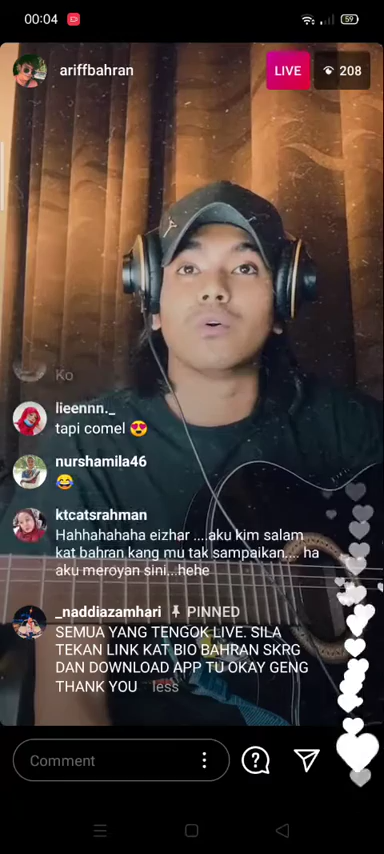 00:04
59
ariffbahran
LIVE
208
Ko
lieennn._
tapi comel 😍
nurshamila46
😂
ktcatsrahman
Hahhahahaha eizhar ....aku kim salam
kat bahran kang mu tak sampaikan.... ha
aku meroyan sini...hehe
_naddiazamhari PINNED
SEMUA YANG TENGOK LIVE. SILA
TEKAN LINK KAT BIO BAHRAN SKRG
DAN DOWNLOAD APP TU OKAY GENG
THANK YOU less
Comment